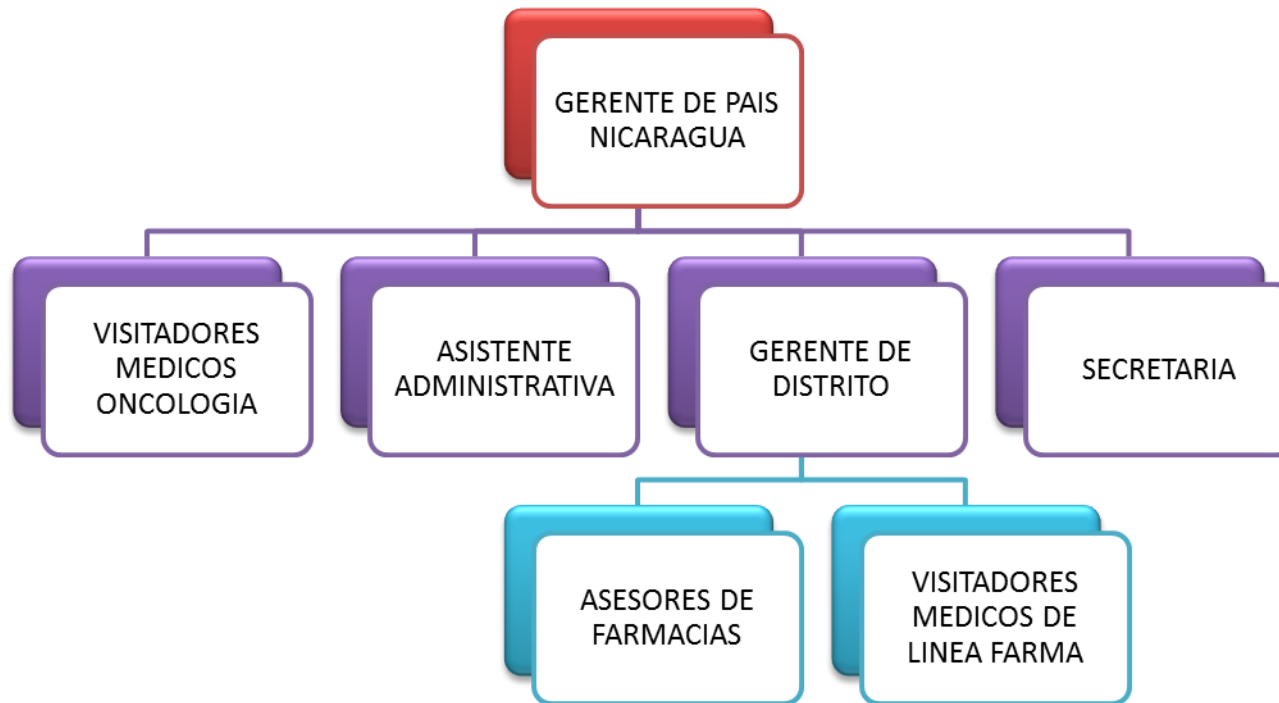 GERENTE DE PAIS
NICARAGUA
VISITADORES
MEDICOS
ONCOLOGIA
ASISTENTE
ADMINISTRATIVA
GERENTE DE
DISTRITO
SECRETARIA
ASESORES DE
FARMACIAS
VISITADORES
MEDICOS DE
LINEA FARMA